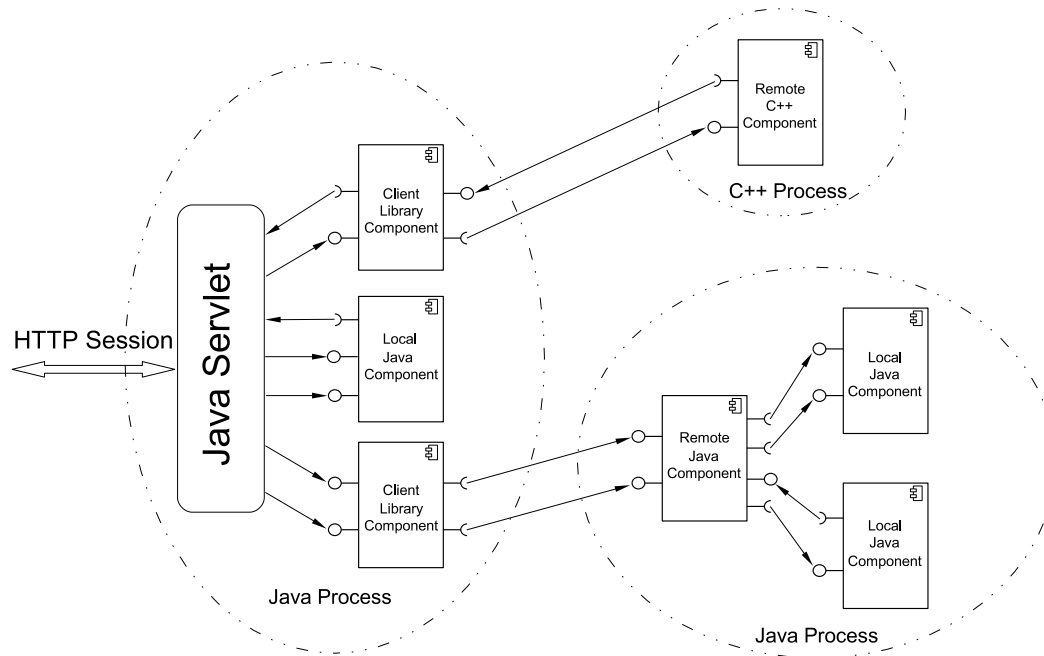 HTTP Session
Java Servlet
Client
Library
Component
Local
Java
Component
Client
Library
Component
Java Process
Remote
C++
Component
C++ Process
Remote
Java
Component
Local
Java
Component
Local
Java
Component
Java Process